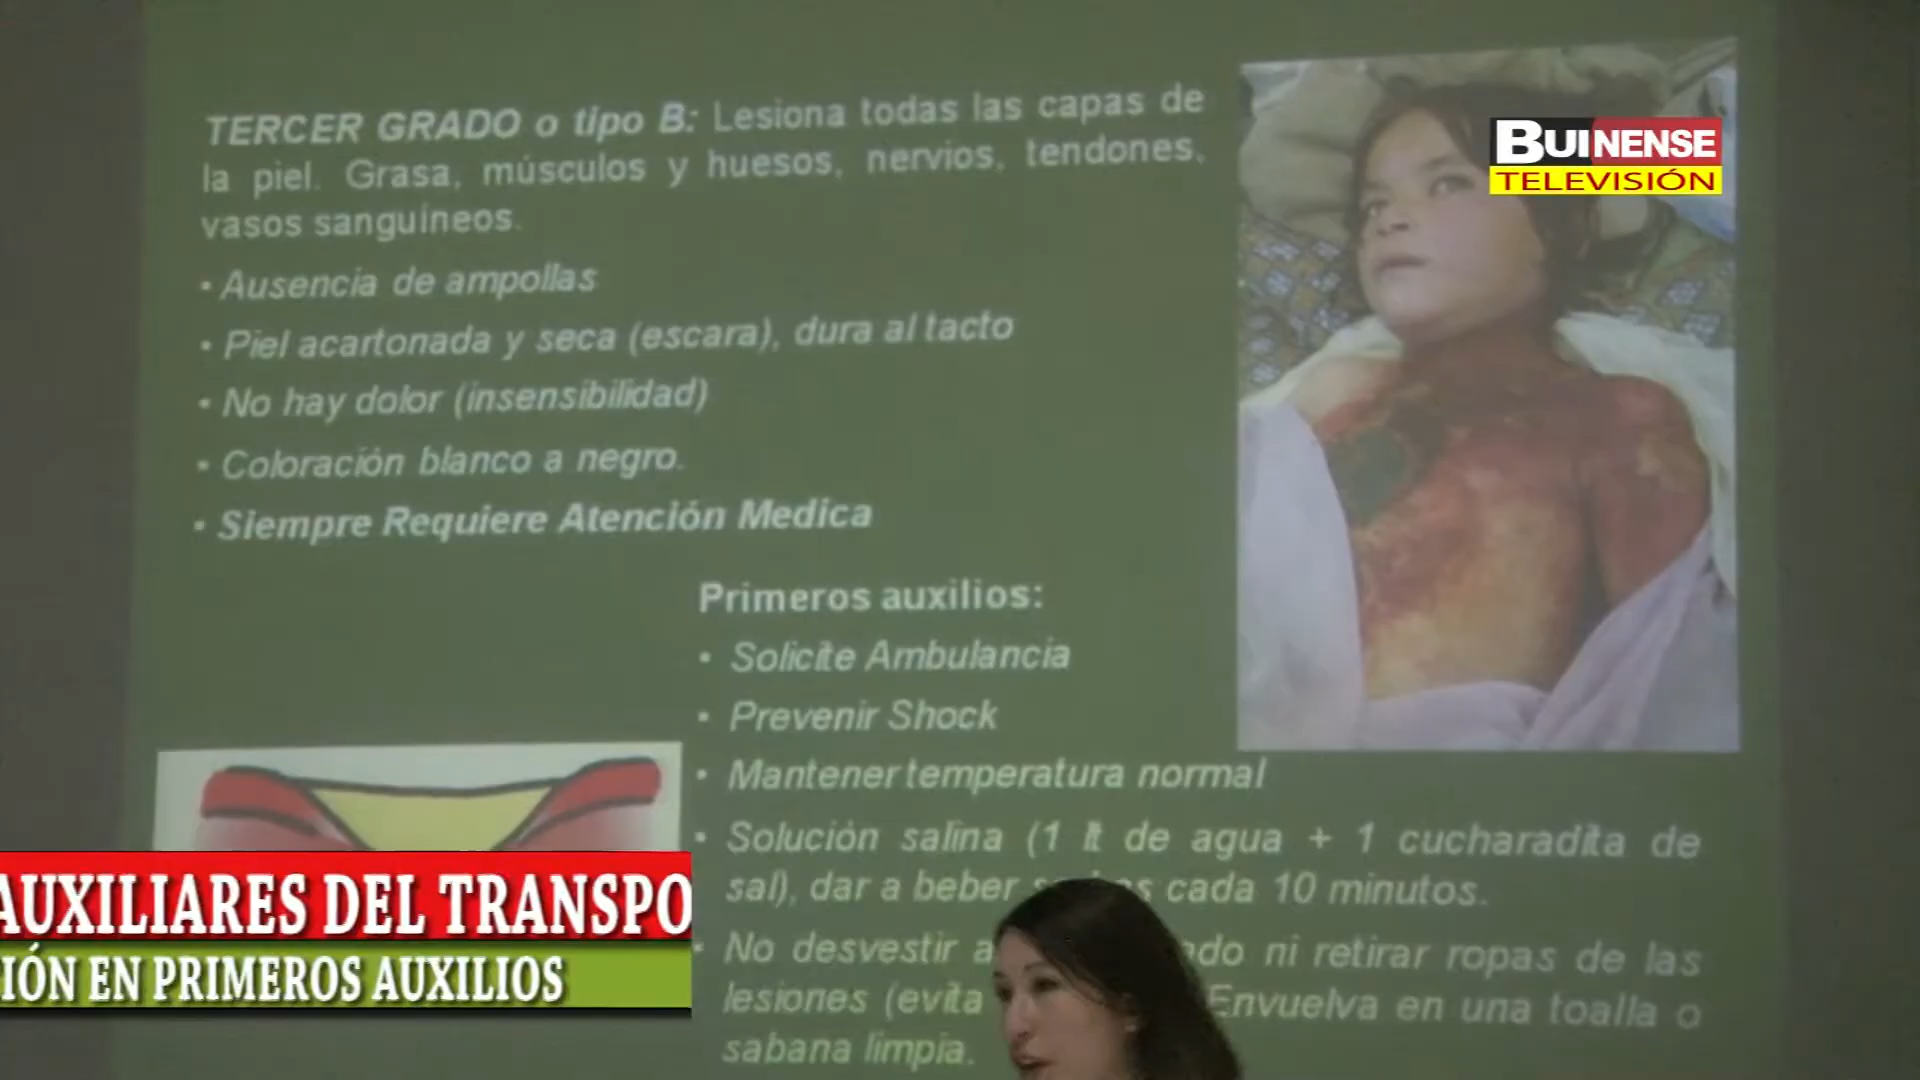 TERCER GRADO o tipo B: Lesiona todas las capas de
la piel. Grasa, músculos y huesos, nervios, tendones,
vasos sanguíneos.
• Ausencia de ampollas
• Piel acartonada y seca (escara), dura al tacto
• No hay dolor (insensibilidad)
• Coloración blanco a negro.
• Siempre Requiere Atención Medica
Primeros auxilios:
• Solicite Ambulancia
• Prevenir Shock
• Mantener temperatura normal
• Solución salina (1 lt de agua + 1 cucharadita de
sal), dar a beber cada 10 minutos.
• No desvestir ni retirar ropas de las
lesiones (evita Envuelva en una toalla o
sabana limpia.
BUINENSE
TELEVISIÓN
AUXILIARES DEL TRANSPO
IÓN EN PRIMEROS AUXILIOS